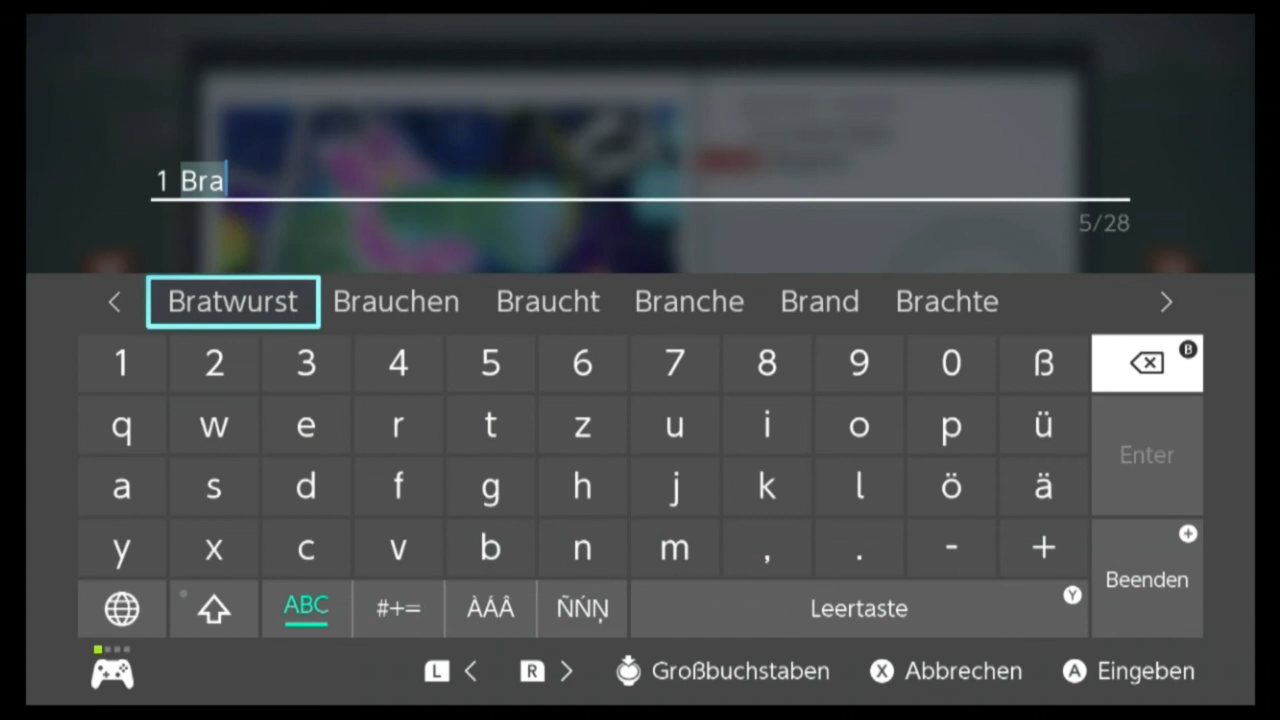 1 Bra
5/28
< Bratwurst Brauchen Braucht Branche Brand Brachte >
1 2 3 4 5 6 7 8 9 0 ß B
q w e r t z u i o p ü
Enter
a s d f g h j k l ö ä
y x c v b n m , . - + +
Beenden
ABC #+= ÀÁÂ ÑŃŅ Leertaste Y
L < R > Großbuchstaben X Abbrechen A Eingeben